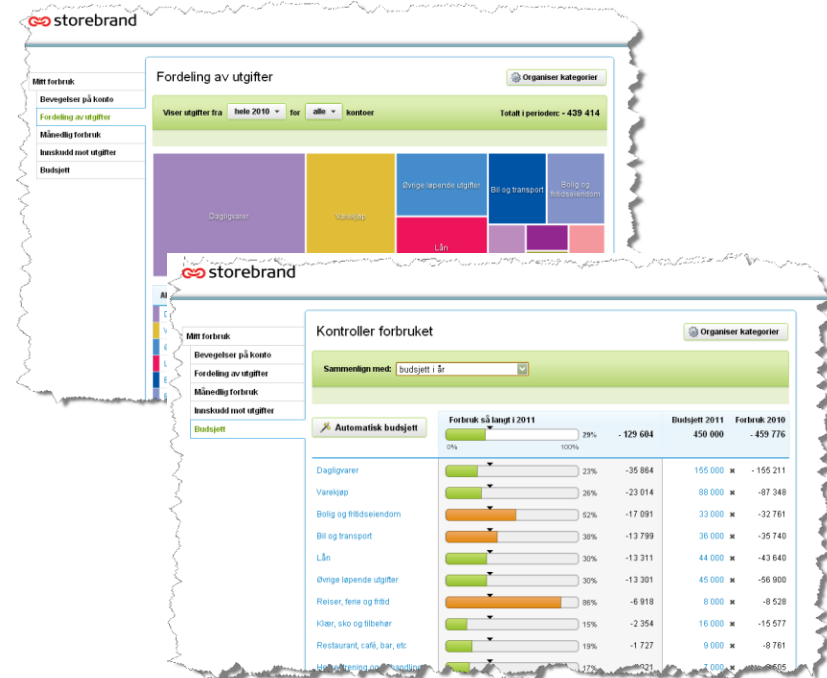 storebrand
Mitt forbruk
Bevegelser på konto
Fordeling av utgifter
Månedlig forbruk
Innskudd mot utgifter
Budsjett
Fordeling av utgifter
Organiser kategorier
Viser utgifter fra hele 2010 for alle kontoer
Totalt i perioden: - 439 414
Dagligvarer
Varekjøp
Øvrige løpende utgifter
Bil og transport
Bolig og
fritidseiendom
Lån
storebrand
Mitt forbruk
Bevegelser på konto
Fordeling av utgifter
Månedlig forbruk
Innskudd mot utgifter
Budsjett
Kontroller forbruket
Organiser kategorier
Sammenlign med: budsjett i år
Automatisk budsjett
Forbruk så langt i 2011 Budsjett 2011 Forbruk 2010
29% - 129 604 450 000 - 459 776
0% 100%
Dagligvarer 23% -35 864 155 000 - 155 211
Varekjøp 26% -23 014 88 000 -87 348
Bolig og fritidseiendom 52% -17 091 33 000 -32 761
Bil og transport 38% -13 799 36 000 -35 740
Lån 30% -13 311 44 000 -43 640
Øvrige løpende utgifter 30% -13 301 45 000 -56 900
Reiser, ferie og fritid 86% -6 918 8 000 -8 528
Klær, sko og tilbehør 15% -2 354 16 000 -15 577
Restaurant, café, bar, etc 19% -1 727 9 000 -8 761
17% 7 000